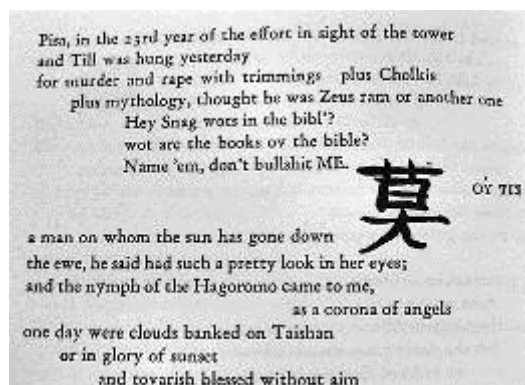 Pisa, in the 23rd year of the effort in sight of the tower
and Till was hung yesterday
for murder and rape with trimmings plus Cholkis
plus mythology, thought he was Zeus ram or another one
Hey Snag wots in the bibl'?
wot are the books ov the bible?
Name 'em, don't bullshit ME.
莫 ΟΫ ΤΙΣ
a man on whom the sun has gone down
the ewe, he said had such a pretty look in her eyes;
and the nymph of the Hagoromo came to me,
as a corona of angels
one day were clouds banked on Taishan
or in glory of sunset
and tovarish blessed without aim